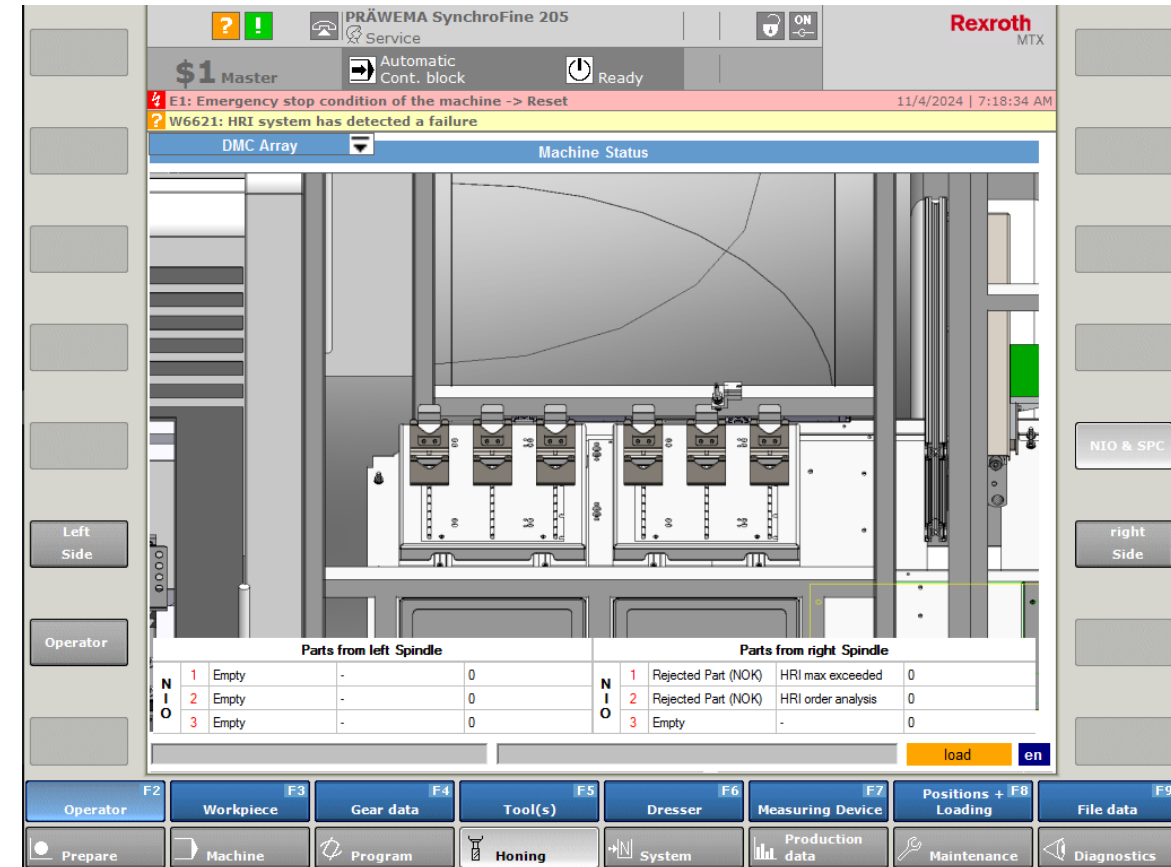 ? ! PRÄWEMA SynchroFine 205
Service
ON
Rexroth
MTX
$1 Master
Automatic
Cont. block
Ready
E1: Emergency stop condition of the machine -> Reset 11/4/2024 | 7:18:34 AM
? W6621: HRI system has detected a failure
DMC Array
Machine Status
NIO & SPC
Left
Side
right
Side
Operator
Parts from left Spindle
NIO
1 Empty - 0
2 Empty - 0
3 Empty - 0
Parts from right Spindle
NIO
1 Rejected Part (NOK) HRI max exceeded 0
2 Rejected Part (NOK) HRI order analysis 0
3 Empty - 0
load en
Operator F2
Workpiece F3
Gear data F4
Tool(s) F5
Dresser F6
Measuring Device F7
Positions + F8
Loading
File data F9
Prepare
Machine
Program
Honing
N System
Production
data
Maintenance
Diagnostics